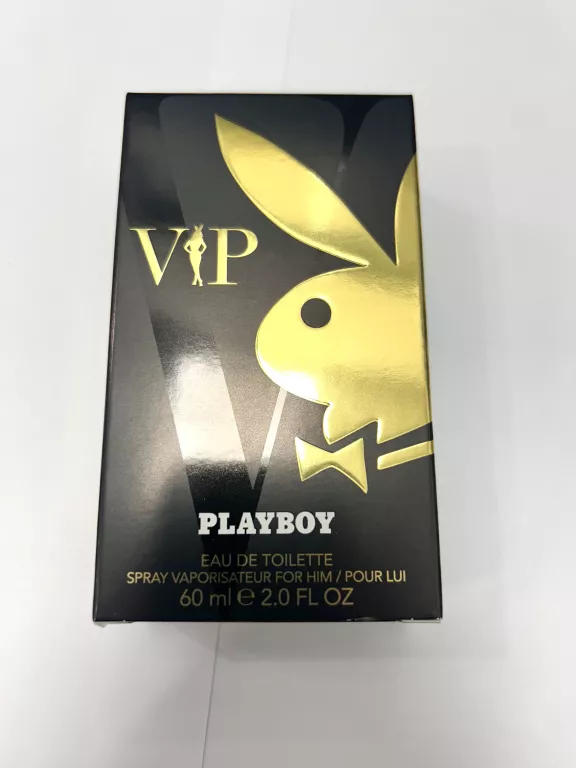 VIP
PLAYBOY
EAU DE TOILETTE
SPRAY VAPORISATEUR FOR HIM / POUR LUI
60 ml ℮ 2.0 FL OZ